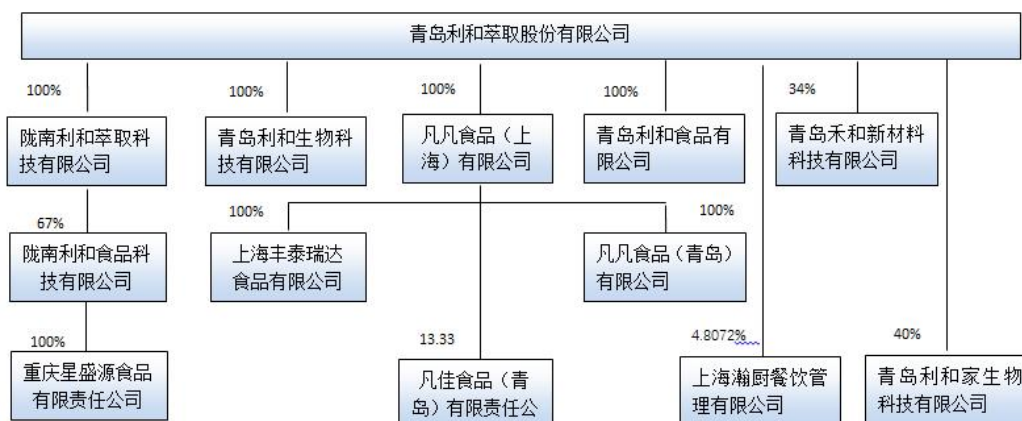 青岛利和萃取股份有限公司
100%
100%
100%
100%
34%
陇南利和萃取科
技有限公司
青岛利和生物科
技有限公司
凡凡食品（上
海）有限公司
青岛利和食品有
限公司
青岛禾和新材料
科技有限公司
67%
100%
100%
陇南利和食品科
技有限公司
上海丰泰瑞达
食品有限公司
凡凡食品（青岛）
有限公司
100%
13.33
4.8072%
40%
重庆星盛源食品
有限责任公司
凡佳食品（青
岛）有限责任公
上海瀚厨餐饮管
理有限公司
青岛利和家生物
科技有限公司